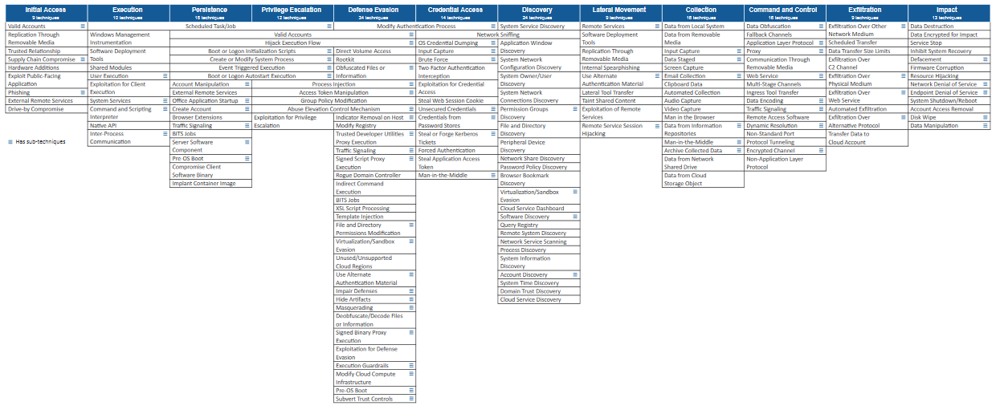 Initial Access
9 techniques
Valid Accounts
Replication Through
Removable Media
Trusted Relationship
Supply Chain Compromise
Hardware Additions
Exploit Public-Facing
Application
Phishing
External Remote Services
Drive-by Compromise
Has sub-techniques
Execution
10 techniques
Scheduled Task/Job
Windows Management
Instrumentation
Software Deployment
Tools
Shared Modules
User Execution
Exploitation for Client
Execution
System Services
Command and Scripting
Interpreter
Native API
Inter-Process
Communication
Persistence
18 techniques
Privilege Escalation
12 techniques
Valid Accounts
Hijack Execution Flow
Boot or Logon Initialization Scripts
Create or Modify System Process
Event Triggered Execution
Boot or Logon Autostart Execution
Account Manipulation
External Remote Services
Office Application Startup
Create Account
Browser Extensions
Traffic Signaling
BITS Jobs
Server Software
Component
Pre-OS Boot
Compromise Client
Software Binary
Implant Container Image
Process Injection
Access Token Manipulation
Group Policy Modification
Abuse Elevation Control Mechanism
Exploitation for Privilege
Escalation
Defense Evasion
34 techniques
Modify Authentication Process
Direct Volume Access
Rootkit
Obfuscated Files or
Information
Indicator Removal on Host
Modify Registry
Trusted Developer Utilities
Proxy Execution
Traffic Signaling
Signed Script Proxy
Execution
Rogue Domain Controller
Indirect Command
Execution
BITS Jobs
XSL Script Processing
Template Injection
File and Directory
Permissions Modification
Virtualization/Sandbox
Evasion
Unused/Unsupported
Cloud Regions
Use Alternate
Authentication Material
Impair Defenses
Hide Artifacts
Masquerading
Deobfuscate/Decode Files
or Information
Signed Binary Proxy
Execution
Exploitation for Defense
Evasion
Execution Guardrails
Modify Cloud Compute
Infrastructure
Pre-OS Boot
Subvert Trust Controls
Credential Access
14 techniques
Network Sniffing
OS Credential Dumping
Input Capture
Brute Force
Two-Factor Authentication
Interception
Exploitation for Credential
Access
Steal Web Session Cookie
Unsecured Credentials
Credentials from
Password Stores
Steal or Forge Kerberos
Tickets
Forced Authentication
Steal Application Access
Token
Man-in-the-Middle
Discovery
24 techniques
System Service Discovery
Application Window
Discovery
System Network
Configuration Discovery
System Owner/User
Discovery
System Network
Connections Discovery
Permission Groups
Discovery
File and Directory
Discovery
Peripheral Device
Discovery
Network Share Discovery
Password Policy Discovery
Browser Bookmark
Discovery
Virtualization/Sandbox
Evasion
Cloud Service Dashboard
Software Discovery
Query Registry
Remote System Discovery
Network Service Scanning
Process Discovery
System Information
Discovery
Account Discovery
System Time Discovery
Domain Trust Discovery
Cloud Service Discovery
Lateral Movement
9 techniques
Remote Services
Software Deployment
Tools
Replication Through
Removable Media
Internal Spearphishing
Use Alternate
Authentication Material
Lateral Tool Transfer
Taint Shared Content
Exploitation of Remote
Services
Remote Service Session
Hijacking
Collection
16 techniques
Data from Local System
Data from Removable
Media
Input Capture
Data Staged
Screen Capture
Email Collection
Clipboard Data
Automated Collection
Audio Capture
Video Capture
Man in the Browser
Data from Information
Repositories
Man-in-the-Middle
Archive Collected Data
Data from Network
Shared Drive
Data from Cloud
Storage Object
Command and Control
16 techniques
Data Obfuscation
Fallback Channels
Application Layer Protocol
Proxy
Communication Through
Removable Media
Web Service
Multi-Stage Channels
Ingress Tool Transfer
Data Encoding
Traffic Signaling
Remote Access Software
Dynamic Resolution
Non-Standard Port
Protocol Tunneling
Encrypted Channel
Non-Application Layer
Protocol
Exfiltration
9 techniques
Exfiltration Over Other
Network Medium
Scheduled Transfer
Data Transfer Size Limits
Exfiltration Over
C2 Channel
Exfiltration Over
Physical Medium
Exfiltration Over
Web Service
Automated Exfiltration
Exfiltration Over
Alternative Protocol
Transfer Data to
Cloud Account
Impact
13 techniques
Data Destruction
Data Encrypted for Impact
Service Stop
Inhibit System Recovery
Defacement
Firmware Corruption
Resource Hijacking
Network Denial of Service
Endpoint Denial of Service
System Shutdown/Reboot
Account Access Removal
Disk Wipe
Data Manipulation